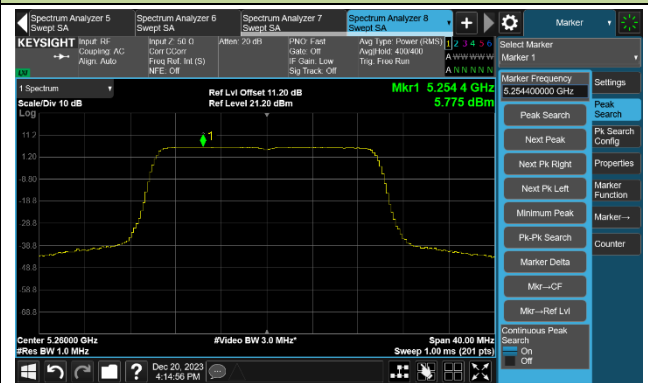 Spectrum Analyzer 5
Swept SA
Spectrum Analyzer 6
Swept SA
Spectrum Analyzer 7
Swept SA
Spectrum Analyzer 8
Swept SA
Marker
KEYSIGHT
Input: RF
Coupling: AC
Align: Auto
Input Z: 50 Ω
Corr CCorr
Freq Ref: Int (S)
NFE: Off
Atten: 20 dB
PNO: Fast
Gate: Off
IF Gain: Low
Sig Track: Off
Avg Type: Power (RMS)
Avg|Hold: 400/400
Trig: Free Run
1 2 3 4 5 6
A W W W W W
A N N N N N
Select Marker
Marker 1
1 Spectrum
Scale/Div 10 dB
Log
Ref Lvl Offset 11.20 dB
Ref Level 21.20 dBm
Mkr1 5.254 4 GHz
5.775 dBm
11.2
1.20
-8.80
-18.8
-28.8
-38.8
-48.8
-58.8
-68.8
1
Center 5.26000 GHz
#Res BW 1.0 MHz
#Video BW 3.0 MHz*
Span 40.00 MHz
Sweep 1.00 ms (201 pts)
Marker Frequency
5.254400000 GHz
Peak Search
Next Peak
Next Pk Right
Next Pk Left
Minimum Peak
Pk-Pk Search
Marker Delta
Mkr→CF
Mkr→Ref Lvl
Continuous Peak
Search
On
Off
Settings
Peak
Search
Pk Search
Config
Properties
Marker
Function
Marker→
Counter
Dec 20, 2023
4:14:56 PM